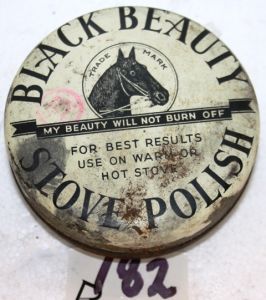 BLACK BEAUTY
TRADE MARK
MY BEAUTY WILL NOT BURN OFF
FOR BEST RESULTS
USE ON WARM OR
HOT STOVE
STOVE POLISH
182